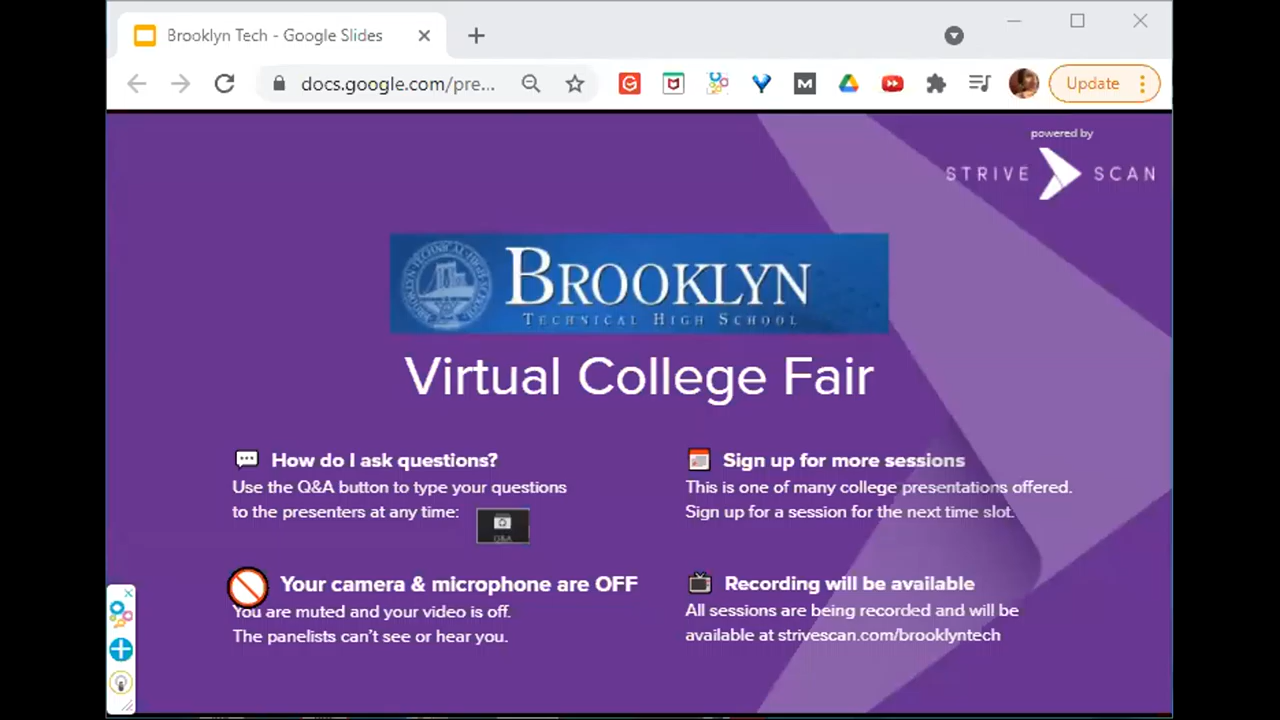 Brooklyn Tech - Google Slides
docs.google.com/pre...
Update
powered by
STRIVE SCAN
BROOKLYN
TECHNICAL HIGH SCHOOL
Virtual College Fair
How do I ask questions?
Use the Q&A button to type your questions
to the presenters at any time:
Q&A
Sign up for more sessions
This is one of many college presentations offered.
Sign up for a session for the next time slot.
Your camera & microphone are OFF
You are muted and your video is off.
The panelists can't see or hear you.
Recording will be available
All sessions are being recorded and will be
available at strivescan.com/brooklyntech